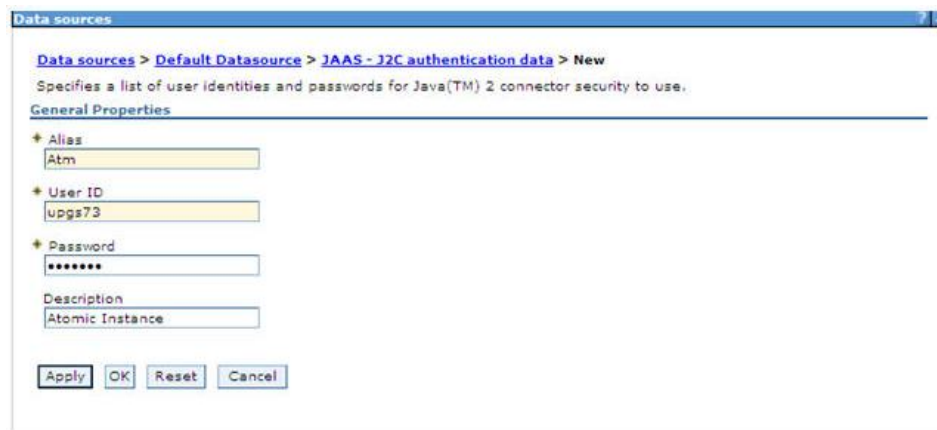 Data sources
?
Data sources > Default Datasource > JAAS - J2C authentication data > New
Specifies a list of user identities and passwords for Java(TM) 2 connector security to use.
General Properties
Alias
Atm
User ID
upgs73
Password
•••••••
Description
Atomic Instance
Apply OK Reset Cancel